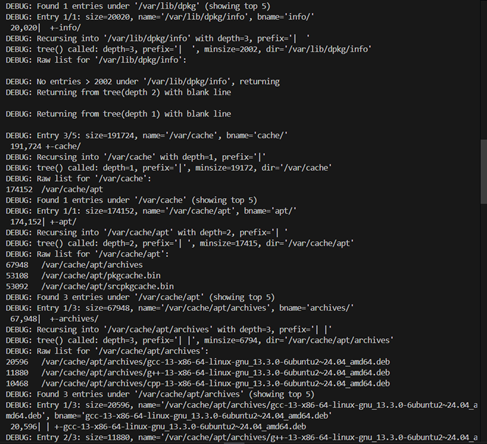 DEBUG: Found 1 entries under '/var/lib/dpkg' (showing top 5)
DEBUG: Entry 1/1: size=20020, name='/var/lib/dpkg/info', bname='info/'
 20,020|  +-info/
DEBUG: Recursing into '/var/lib/dpkg/info' with depth=3, prefix='|  '
DEBUG: tree() called: depth=3, prefix='|  ', minsize=2002, dir='/var/lib/dpkg/info'
DEBUG: Raw list for '/var/lib/dpkg/info':

DEBUG: No entries > 2002 under '/var/lib/dpkg/info', returning
DEBUG: Returning from tree(depth 2) with blank line

DEBUG: Returning from tree(depth 1) with blank line

DEBUG: Entry 3/5: size=191724, name='/var/cache', bname='cache/'
 191,724 +-cache/
DEBUG: Recursing into '/var/cache' with depth=1, prefix='|'
DEBUG: tree() called: depth=1, prefix='|', minsize=19172, dir='/var/cache'
DEBUG: Raw list for '/var/cache':
174152  /var/cache/apt
DEBUG: Found 1 entries under '/var/cache' (showing top 5)
DEBUG: Entry 1/1: size=174152, name='/var/cache/apt', bname='apt/'
 174,152| +-apt/
DEBUG: Recursing into '/var/cache/apt' with depth=2, prefix='| '
DEBUG: tree() called: depth=2, prefix='| ', minsize=17415, dir='/var/cache/apt'
DEBUG: Raw list for '/var/cache/apt':
67948   /var/cache/apt/archives
53108   /var/cache/apt/pkgcache.bin
53092   /var/cache/apt/srcpkgcache.bin
DEBUG: Found 3 entries under '/var/cache/apt' (showing top 5)
DEBUG: Entry 1/3: size=67948, name='/var/cache/apt/archives', bname='archives/'
 67,948|  +-archives/
DEBUG: Recursing into '/var/cache/apt/archives' with depth=3, prefix='| |'
DEBUG: tree() called: depth=3, prefix='| |', minsize=6794, dir='/var/cache/apt/archives'
DEBUG: Raw list for '/var/cache/apt/archives':
20596   /var/cache/apt/archives/gcc-13-x86-64-linux-gnu_13.3.0-6ubuntu2~24.04_amd64.deb
11880   /var/cache/apt/archives/g++-13-x86-64-linux-gnu_13.3.0-6ubuntu2~24.04_amd64.deb
10468   /var/cache/apt/archives/cpp-13-x86-64-linux-gnu_13.3.0-6ubuntu2~24.04_amd64.deb
DEBUG: Found 3 entries under '/var/cache/apt/archives' (showing top 5)
DEBUG: Entry 1/3: size=20596, name='/var/cache/apt/archives/gcc-13-x86-64-linux-gnu_13.3.0-6ubuntu2~24.04_a
md64.deb', bname='gcc-13-x86-64-linux-gnu_13.3.0-6ubuntu2~24.04_amd64.deb'
 20,596| | +-gcc-13-x86-64-linux-gnu_13.3.0-6ubuntu2~24.04_amd64.deb
DEBUG: Entry 2/3: size=11880, name='/var/cache/apt/archives/g++-13-x86-64-linux-gnu_13.3.0-6ubuntu2~24.04_a